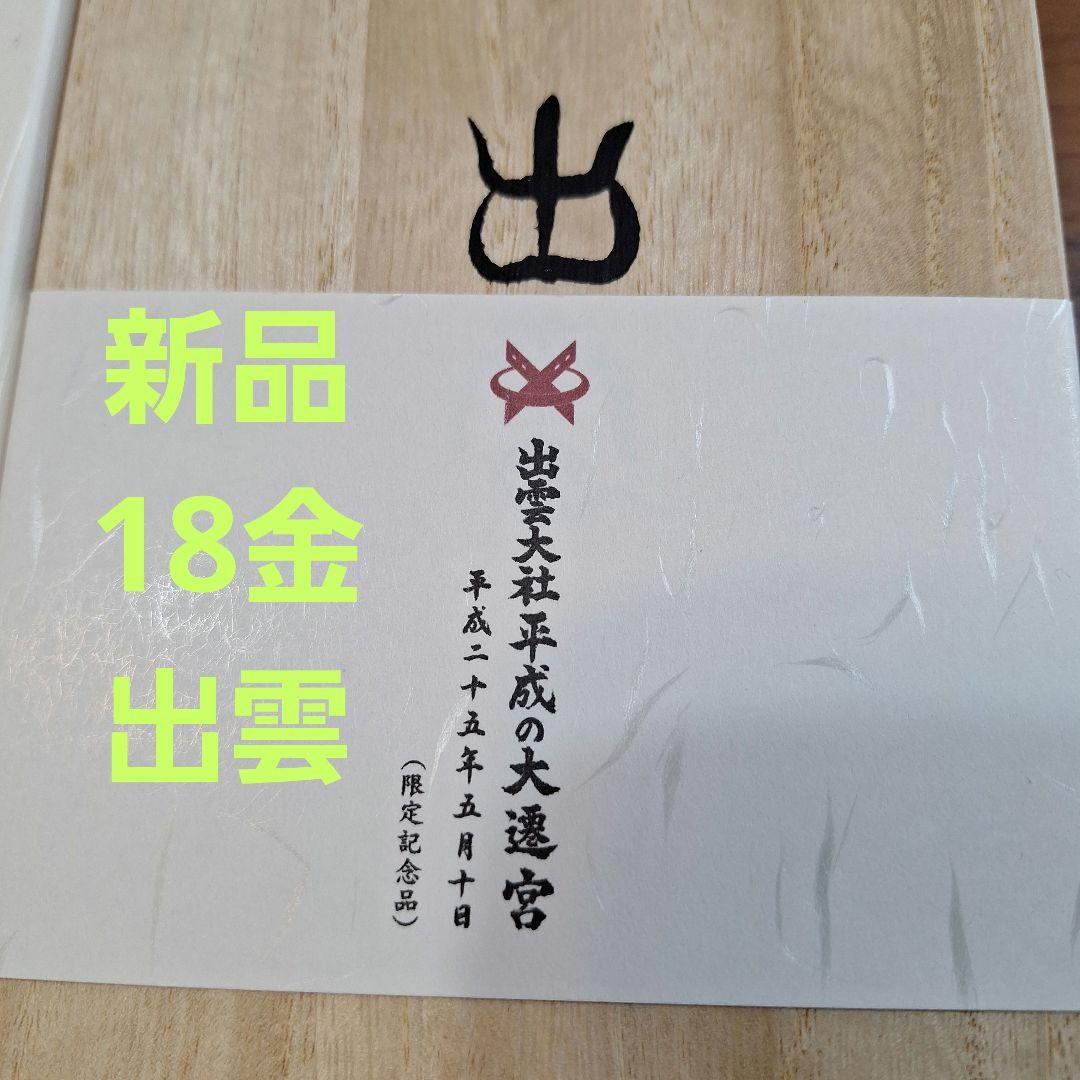 出
新品
18金
出雲
出雲大社平成の大遷宮
平成二十五年五月十日
（限定記念品）